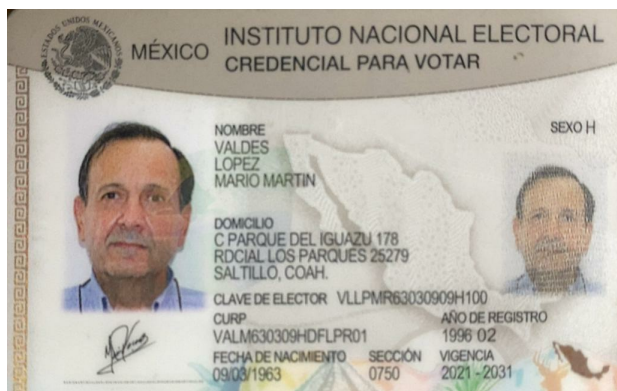 ESTADOS UNIDOS MEXICANOS
MÉXICO
INSTITUTO NACIONAL ELECTORAL
CREDENCIAL PARA VOTAR
NOMBRE
VALDES
LOPEZ
MARIO MARTIN
SEXO H
DOMICILIO
C PARQUE DEL IGUAZU 178
RDCIAL LOS PARQUES 25279
SALTILLO, COAH.
CLAVE DE ELECTOR VLLPMR63030909H100
CURP
VALM630309HDFLPR01
AÑO DE REGISTRO
1996 02
FECHA DE NACIMIENTO
09/03/1963
SECCIÓN
0750
VIGENCIA
2021 - 2031